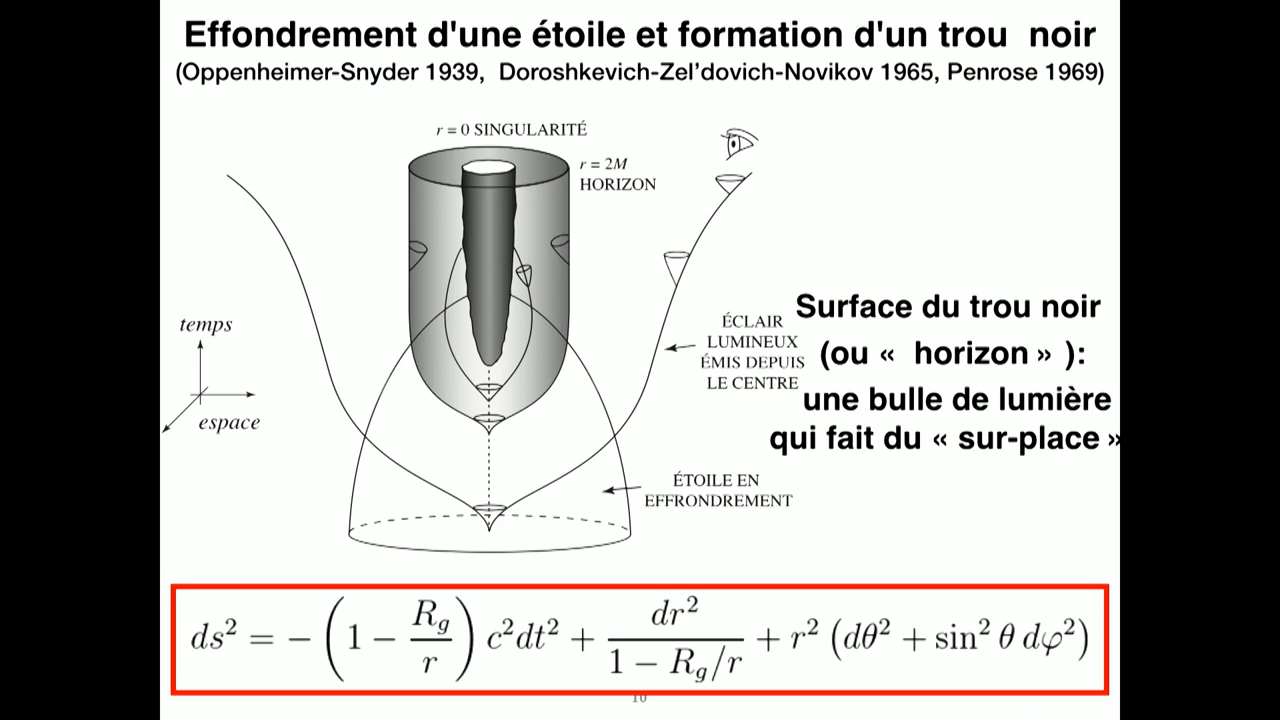 Effondrement d'une étoile et formation d'un trou noir
(Oppenheimer-Snyder 1939, Doroshkevich-Zel’dovich-Novikov 1965, Penrose 1969)
r = 0 SINGULARITÉ
r = 2M
HORIZON
temps
espace
ÉCLAIR
LUMINEUX
ÉMIS DEPUIS
LE CENTRE
Surface du trou noir
(ou « horizon » ):
une bulle de lumière
qui fait du « sur-place »
ÉTOILE EN
EFFRONDREMENT
ds² = − (1 − R_g/r) c²dt² + dr²/(1 − R_g/r) + r² (dθ² + sin² θ dφ²)
10